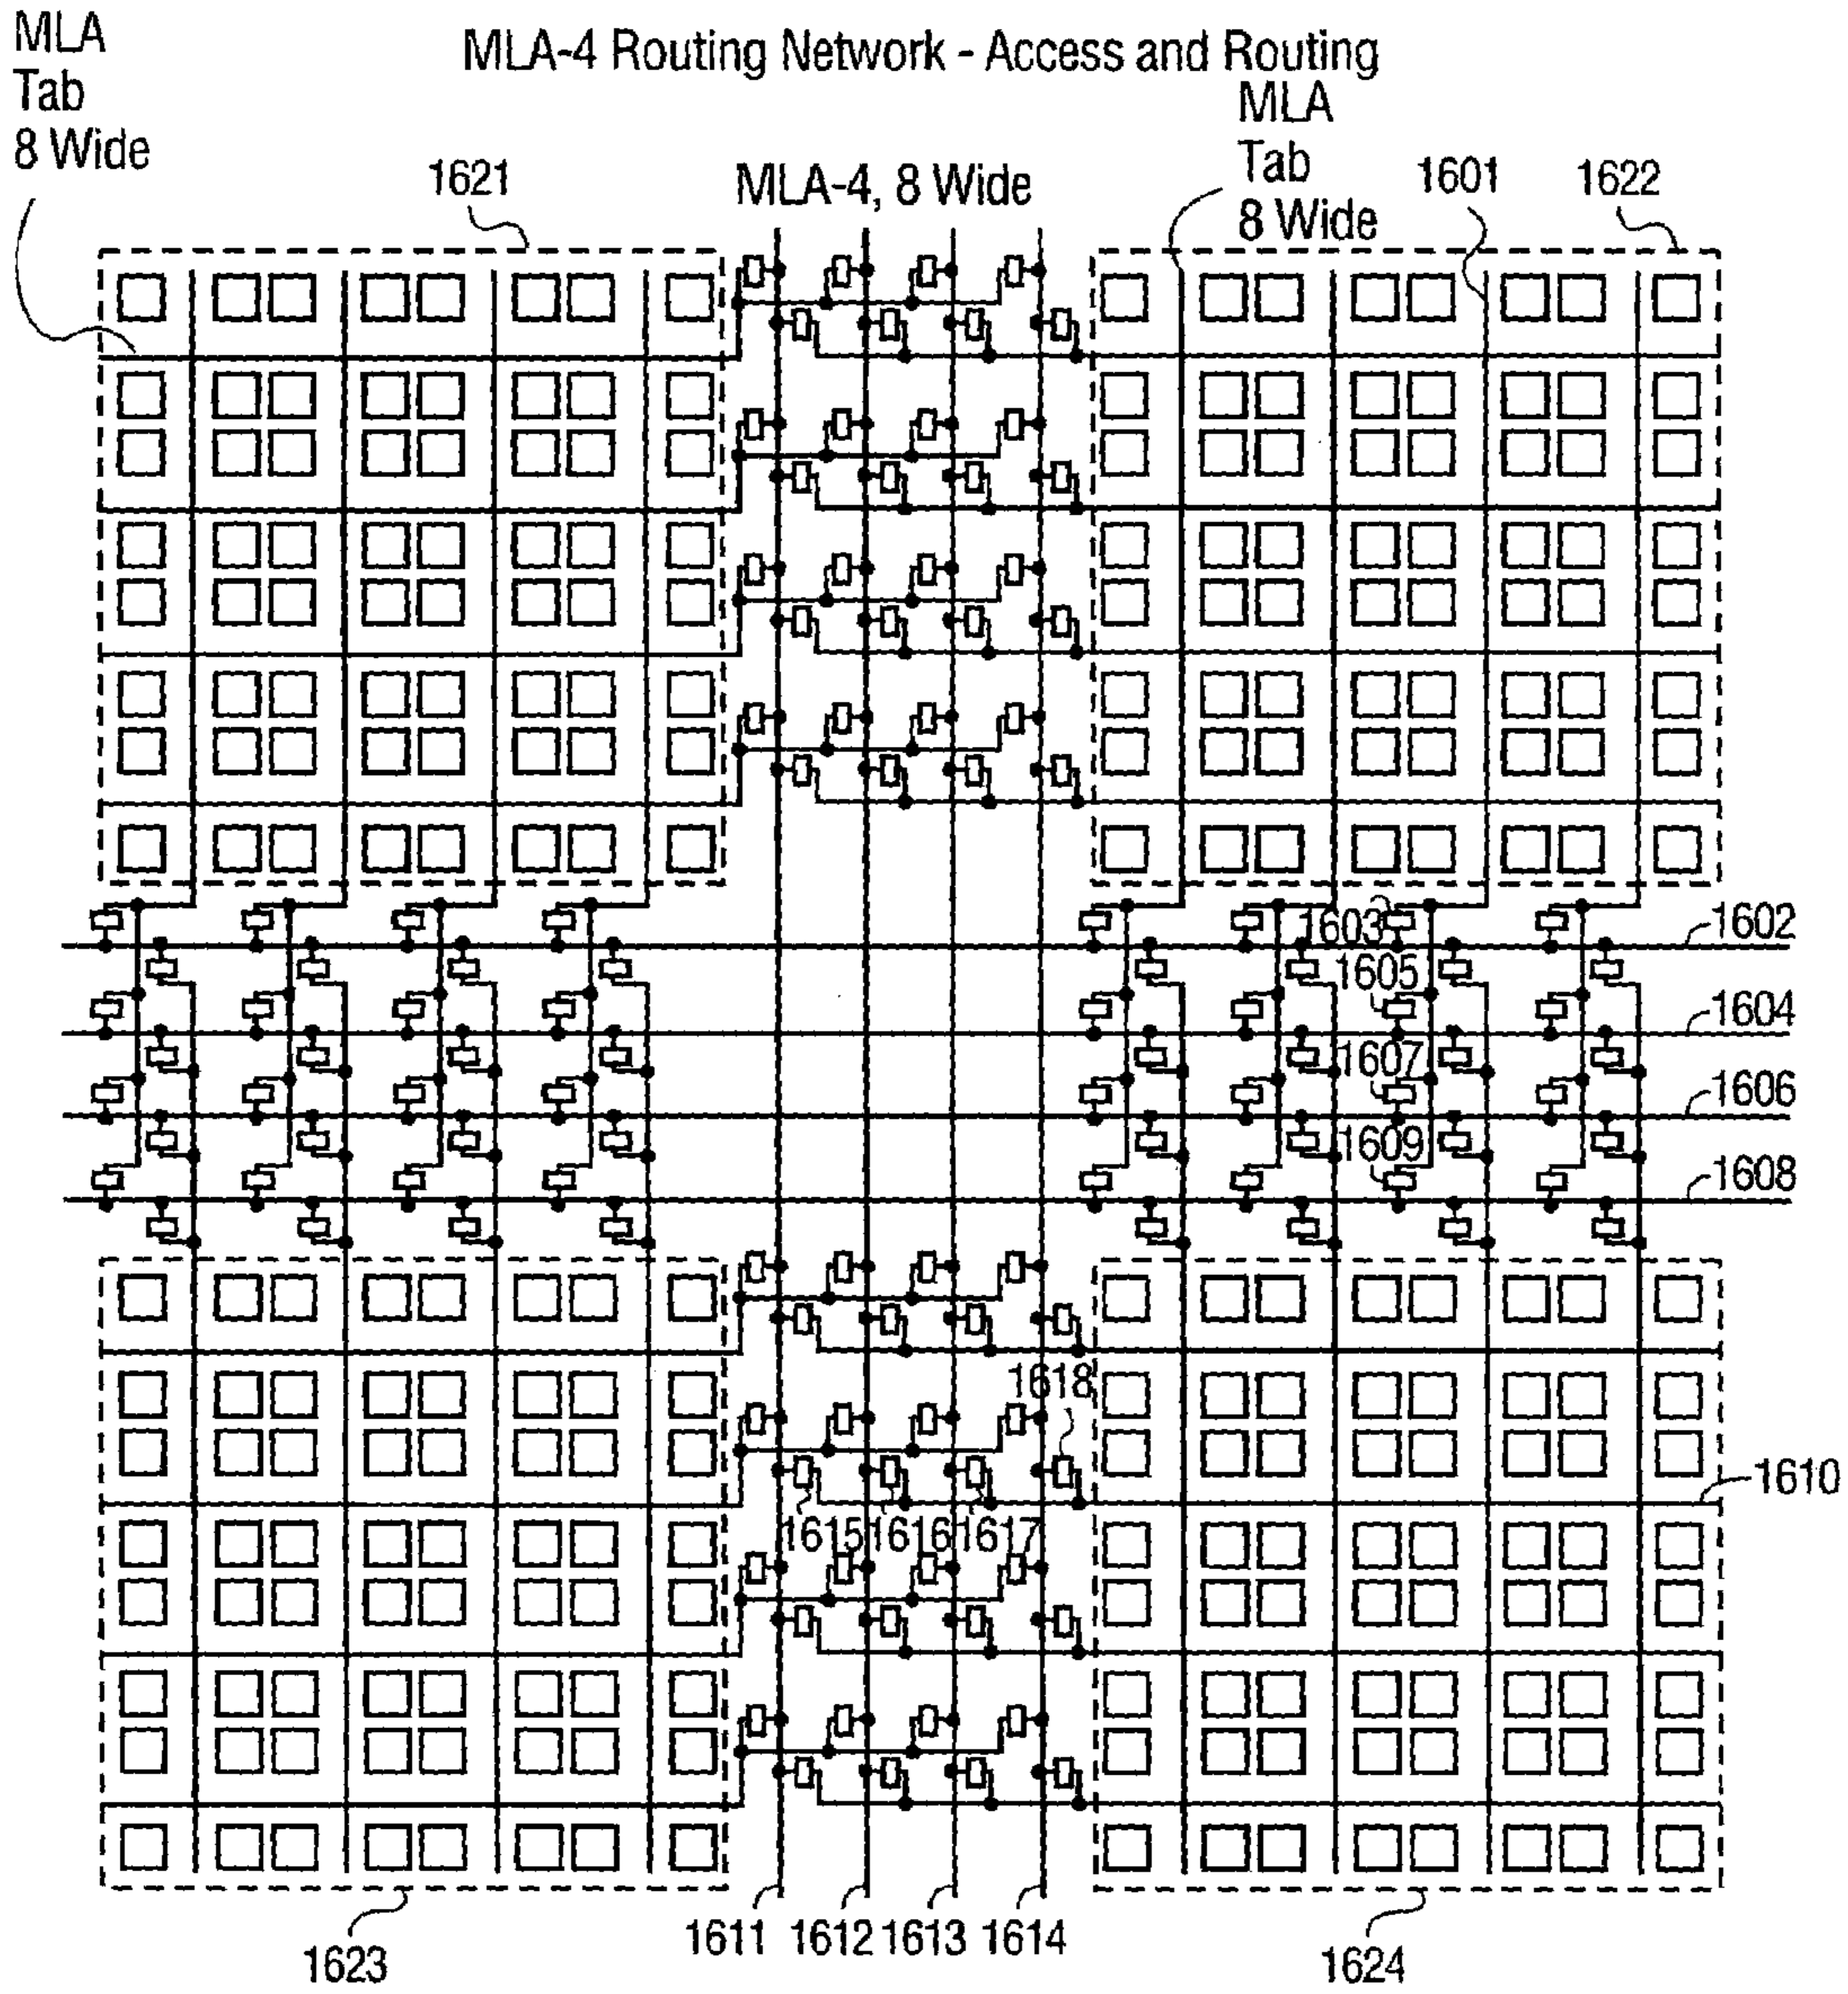 MLA
Tab
8 Wide
MLA-4 Routing Network - Access and Routing
MLA
Tab
8 Wide
1621
MLA-4, 8 Wide
1601
1622
1603
1602
1605
1604
1607
1606
1609
1608
1618
1610
1615
1616
1617
1611
1612
1613
1614
1623
1624